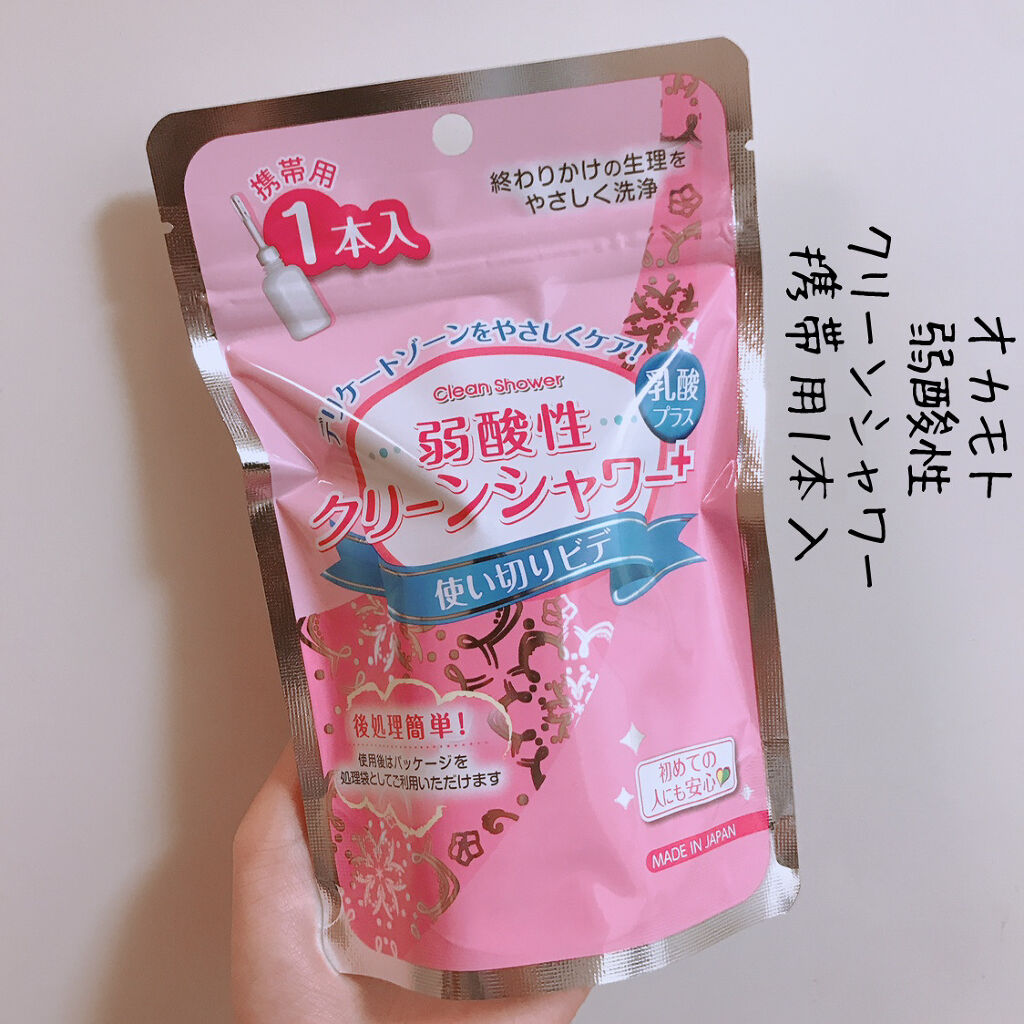 携帯用
1本入
終わりかけの生理を
やさしく洗浄
デリケートゾーンをやさしくケア!
Clean Shower
乳酸
プラス
弱酸性
クリーンシャワー+
使い切りビデ
後処理簡単!
使用後はパッケージを
処理袋としてご利用いただけます
初めての
人にも安心
MADE IN JAPAN
オカモト
弱酸性
クリーンシャワー
携帯用1本入